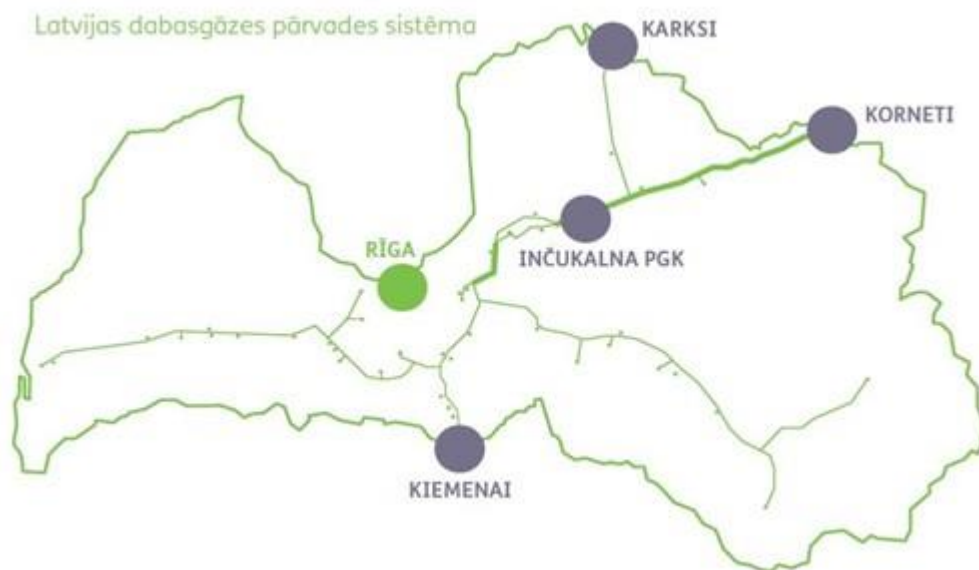 Latvijas dabasgāzes pārvades sistēma
KARKSI
KORNETI
RĪGA
INČUKALNA PGK
KIEMENAI